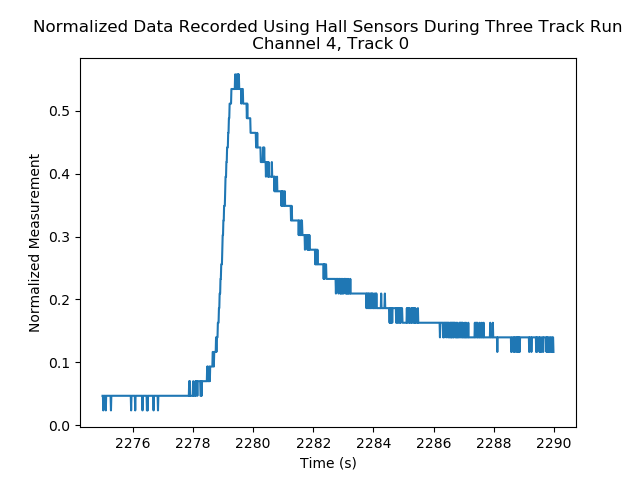 Normalized Data Recorded Using Hall Sensors During Three Track Run
Channel 4, Track 0
0.5
0.4
0.3
0.2
0.1
0.0
Normalized Measurement
2276 2278 2280 2282 2284 2286 2288 2290
Time (s)